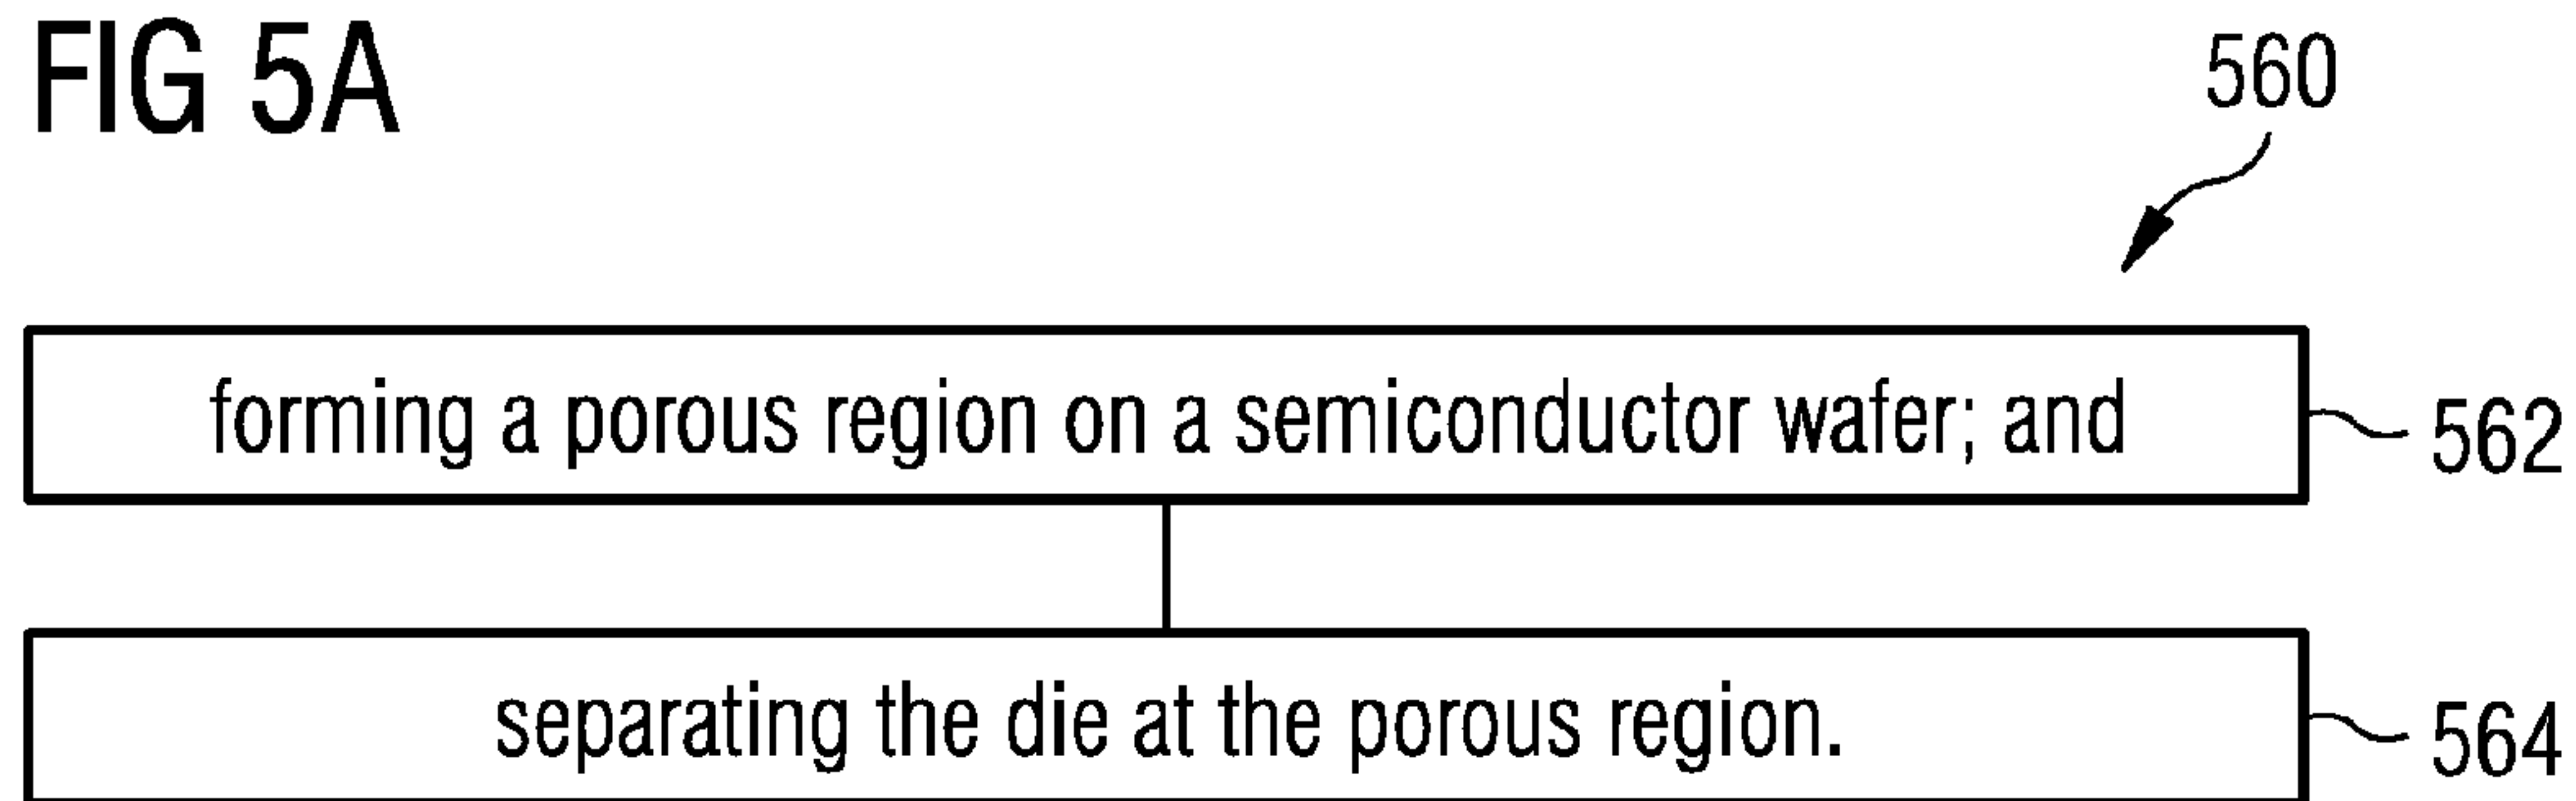 FIG 5A
560
forming a porous region on a semiconductor wafer; and
562
separating the die at the porous region.
564